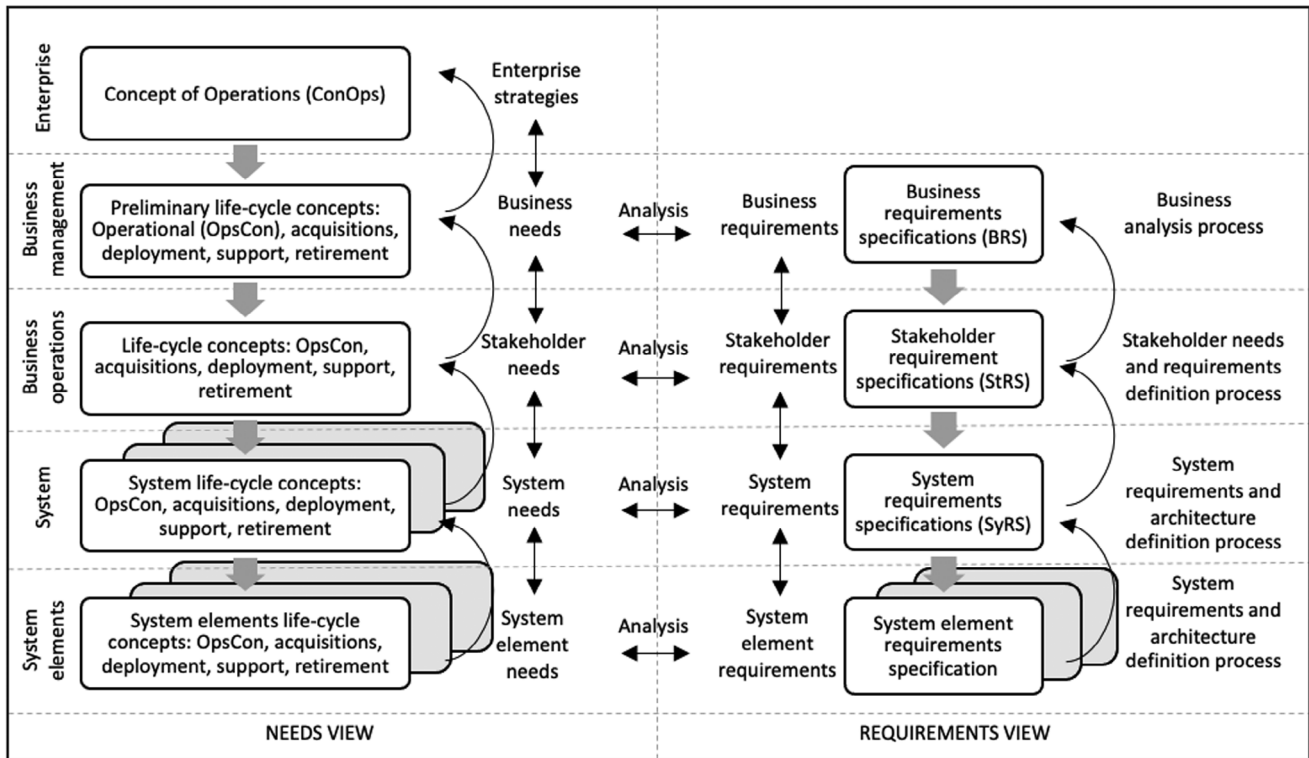 Enterprise
Concept of Operations (ConOps)
Enterprise
strategies
Business
management
Preliminary life-cycle concepts:
Operational (OpsCon), acquisitions,
deployment, support, retirement
Business
needs
Analysis
Business
requirements
Business
requirements
specifications (BRS)
Business
analysis process
Business
operations
Life-cycle concepts: OpsCon,
acquisitions, deployment, support,
retirement
Stakeholder
needs
Analysis
Stakeholder
requirements
Stakeholder
requirement
specifications (StRS)
Stakeholder needs
and requirements
definition process
System
System life-cycle concepts:
OpsCon, acquisitions, deployment,
support, retirement
System
needs
Analysis
System
requirements
System
requirements
specifications (SyRS)
System
requirements and
architecture
definition process
System
elements
System elements life-cycle
concepts: OpsCon, acquisitions,
deployment, support, retirement
System
element
needs
Analysis
System
element
requirements
System element
requirements
specification
System
requirements and
architecture
definition process
NEEDS VIEW
REQUIREMENTS VIEW